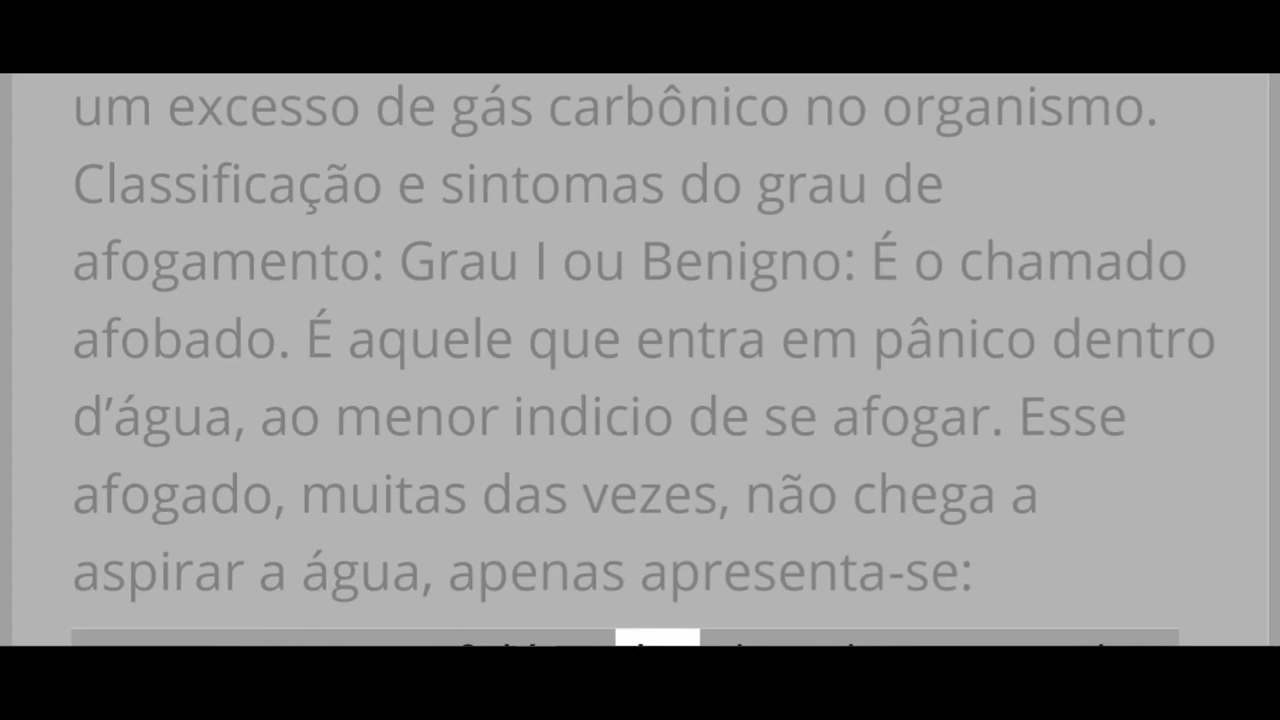 um excesso de gás carbônico no organismo.
Classificação e sintomas do grau de
afogamento: Grau I ou Benigno: É o chamado
afobado. É aquele que entra em pânico dentro
d’água, ao menor indicio de se afogar. Esse
afogado, muitas das vezes, não chega a
aspirar a água, apenas apresenta-se: